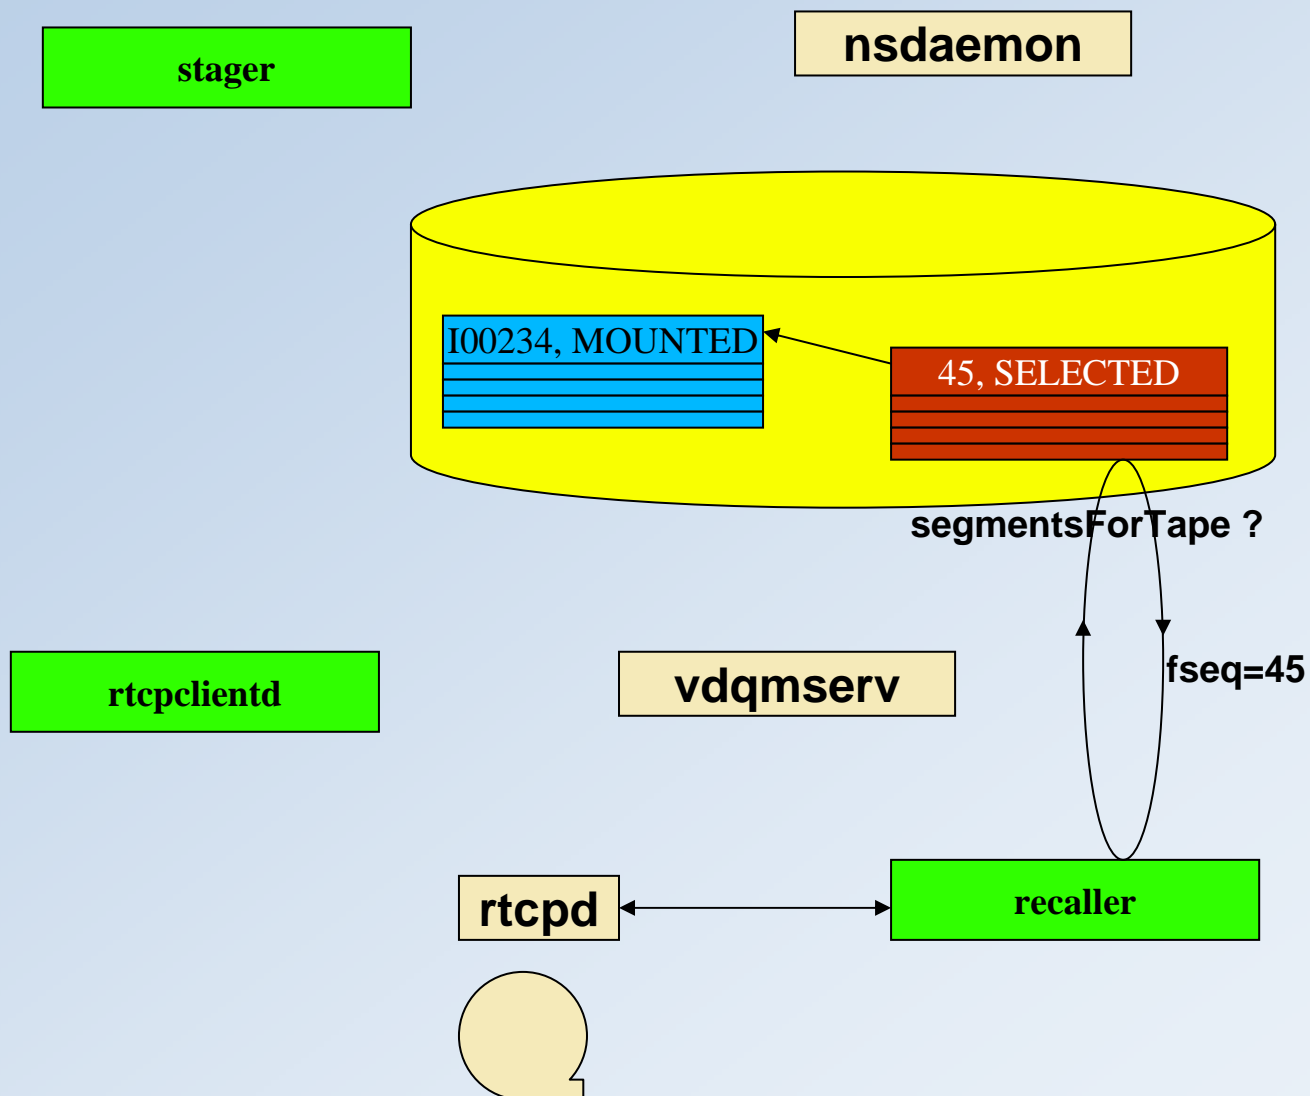 stager
nsdaemon
I00234, MOUNTED
45, SELECTED
segmentsForTape ?
rtcpclientd
vdqmserv
fseq=45
rtcpd
recaller